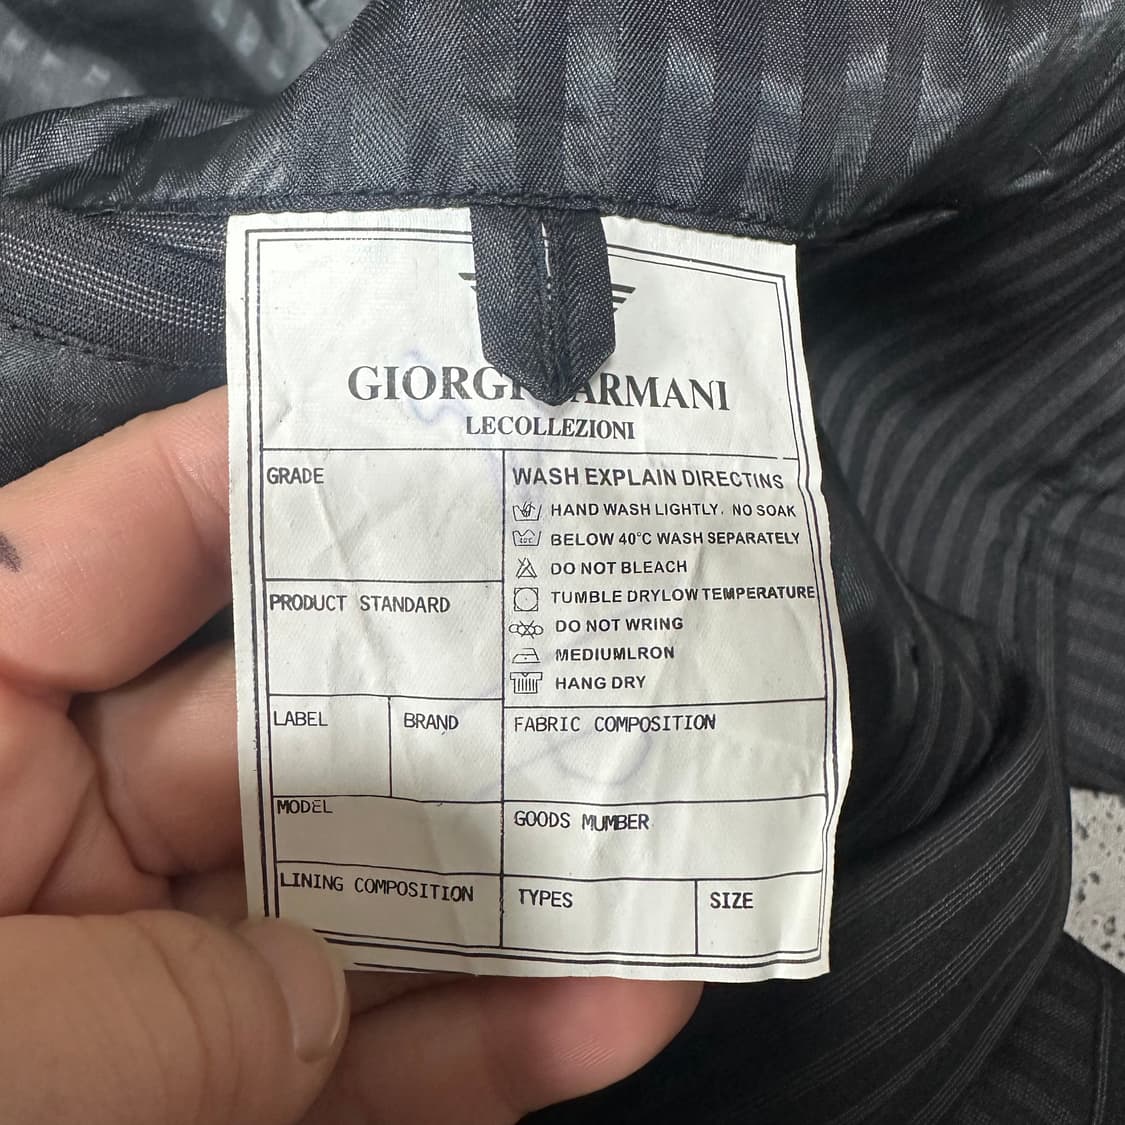 GIORGI ARMANI
LECOLLEZIONI
GRADE
WASH EXPLAIN DIRECTINS
HAND WASH LIGHTLY. NO SOAK
40℃ BELOW 40°C WASH SEPARATELY
DO NOT BLEACH
TUMBLE DRYLOW TEMPERATURE
DO NOT WRING
MEDIUMLRON
HANG DRY
PRODUCT STANDARD
LABEL
BRAND
FABRIC COMPOSITION
MODEL
GOODS MUMBER
LINING COMPOSITION
TYPES
SIZE